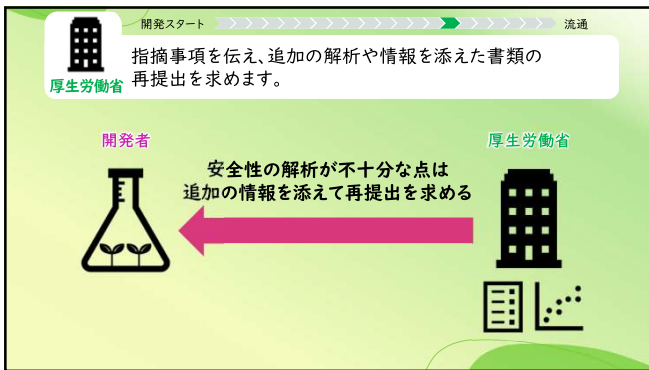 開発スタート
流通
厚生労働省
指摘事項を伝え、追加の解析や情報を添えた書類の
再提出を求めます。
開発者
厚生労働省
安全性の解析が不十分な点は
追加の情報を添えて再提出を求める